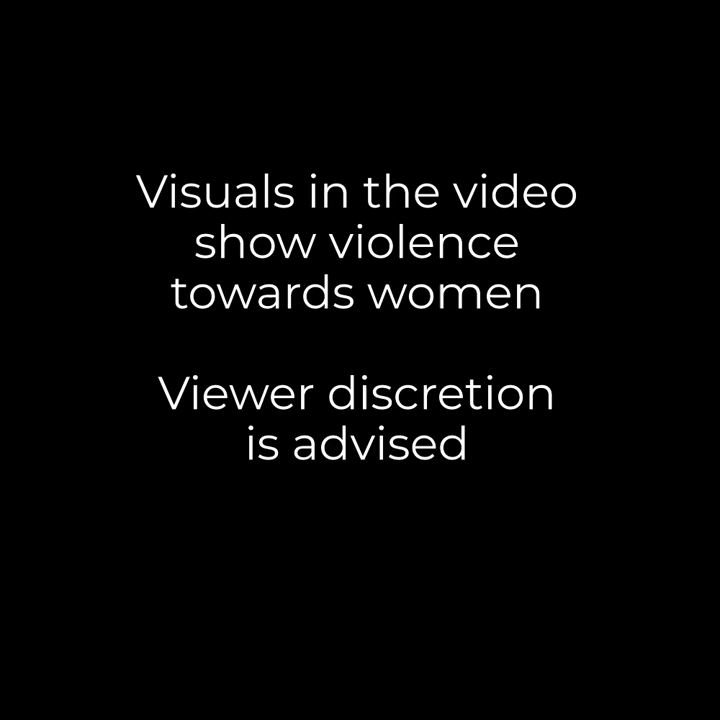 Visuals in the video
show violence
towards women
Viewer discretion
is advised